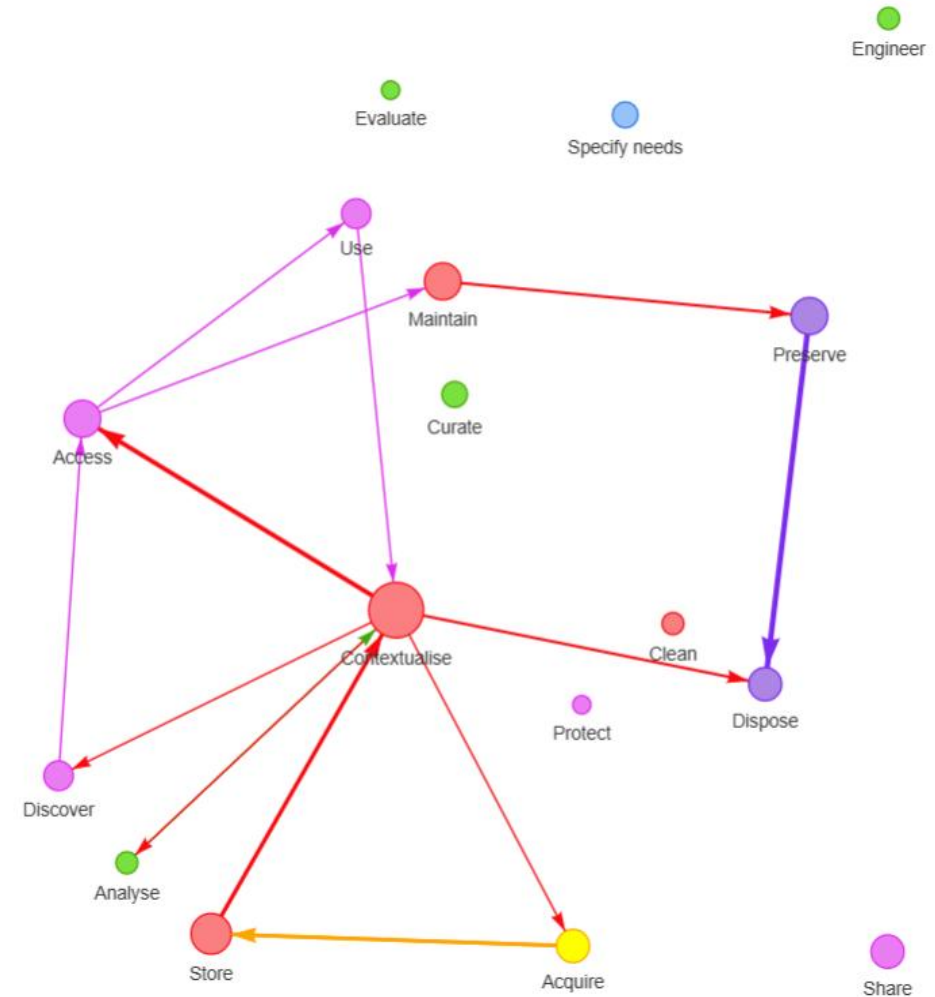 Engineer
Evaluate
Specify needs
Use
Maintain
Preserve
Curate
Access
Contextualise
Clean
Dispose
Protect
Discover
Analyse
Store
Acquire
Share